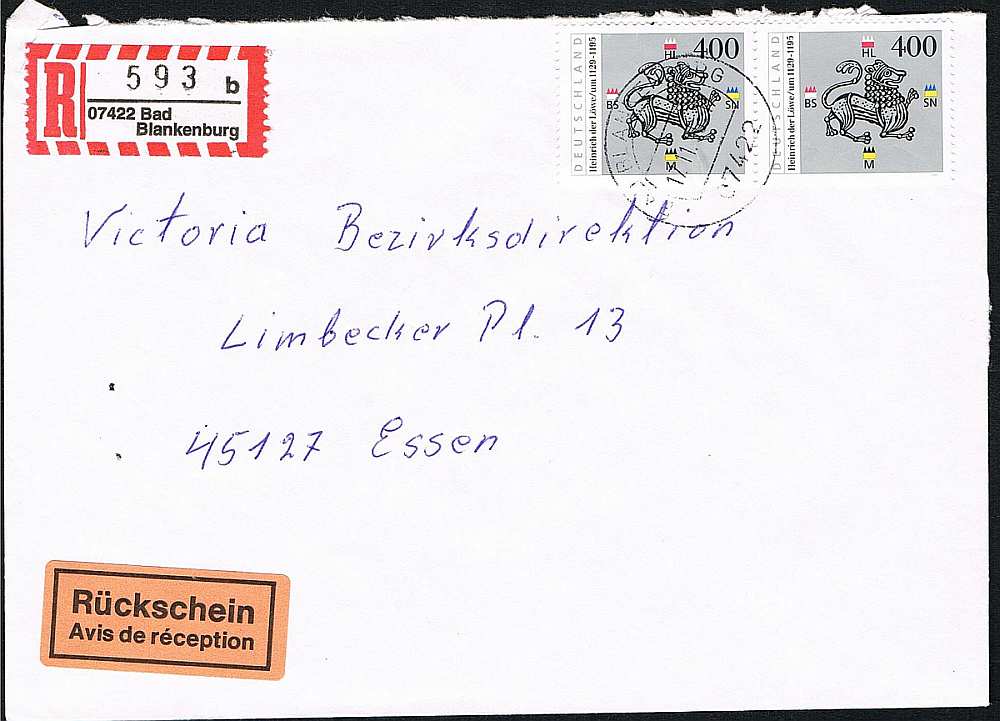 R
593 b
07422 Bad
Blankenburg
DEUTSCHLAND
Heinrich der Löwe/um 1129-1195
400
HL
BS
SN
M
DEUTSCHLAND
Heinrich der Löwe/um 1129-1195
400
HL
BS
SN
M
07422
Victoria Bezirksdirektion
Limbecker Pl. 13
45127 Essen
Rückschein
Avis de réception